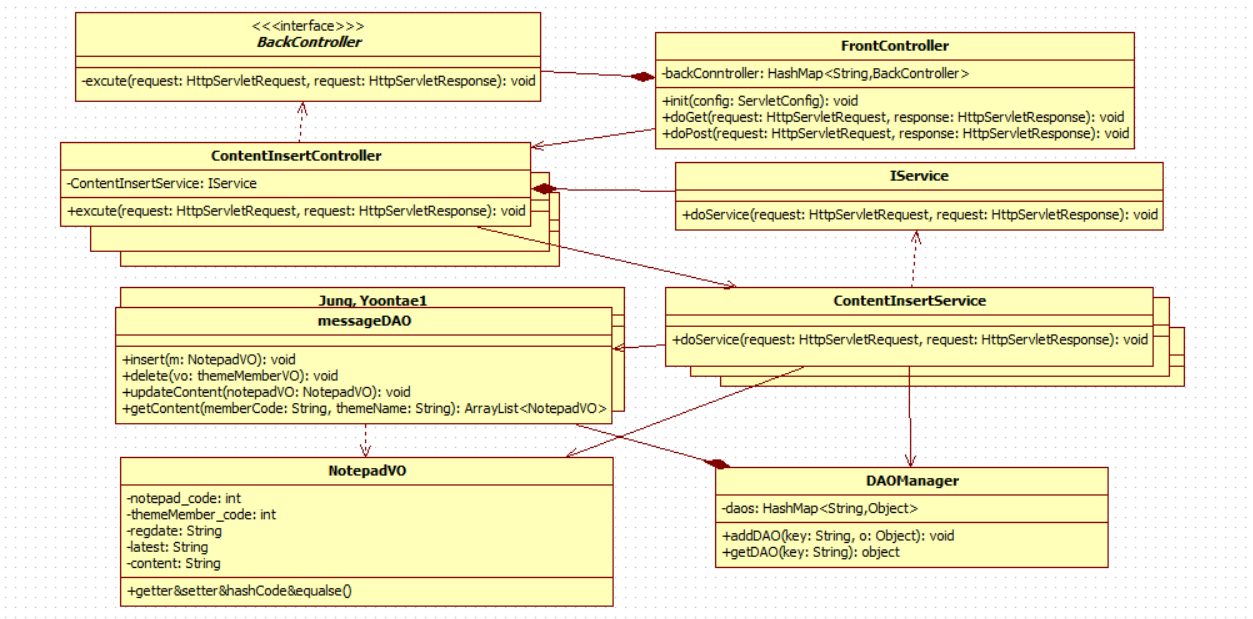 <<<interface>>>
BackController
-excute(request: HttpServletRequest, request: HttpServletResponse): void
FrontController
-backConntroller: HashMap<String,BackController>
+init(config: ServletConfig): void
+doGet(request: HttpServletRequest, response: HttpServletResponse): void
+doPost(request: HttpServletRequest, response: HttpServletResponse): void
ContentInsertController
-ContentInsertService: IService
+excute(request: HttpServletRequest, request: HttpServletResponse): void
IService
+doService(request: HttpServletRequest, request: HttpServletResponse): void
Jung, Yoontae1
messageDAO
+insert(m: NotepadVO): void
+delete(vo: themeMemberVO): void
+updateContent(notepadVO: NotepadVO): void
+getContent(memberCode: String, themeName: String): ArrayList<NotepadVO>
ContentInsertService
+doService(request: HttpServletRequest, request: HttpServletResponse): void
NotepadVO
-notepad_code: int
-themeMember_code: int
-regdate: String
-latest: String
-content: String
+getter&setter&hashCode&equalse()
DAOManager
-daos: HashMap<String,Object>
+addDAO(key: String, o: Object): void
+getDAO(key: String): object